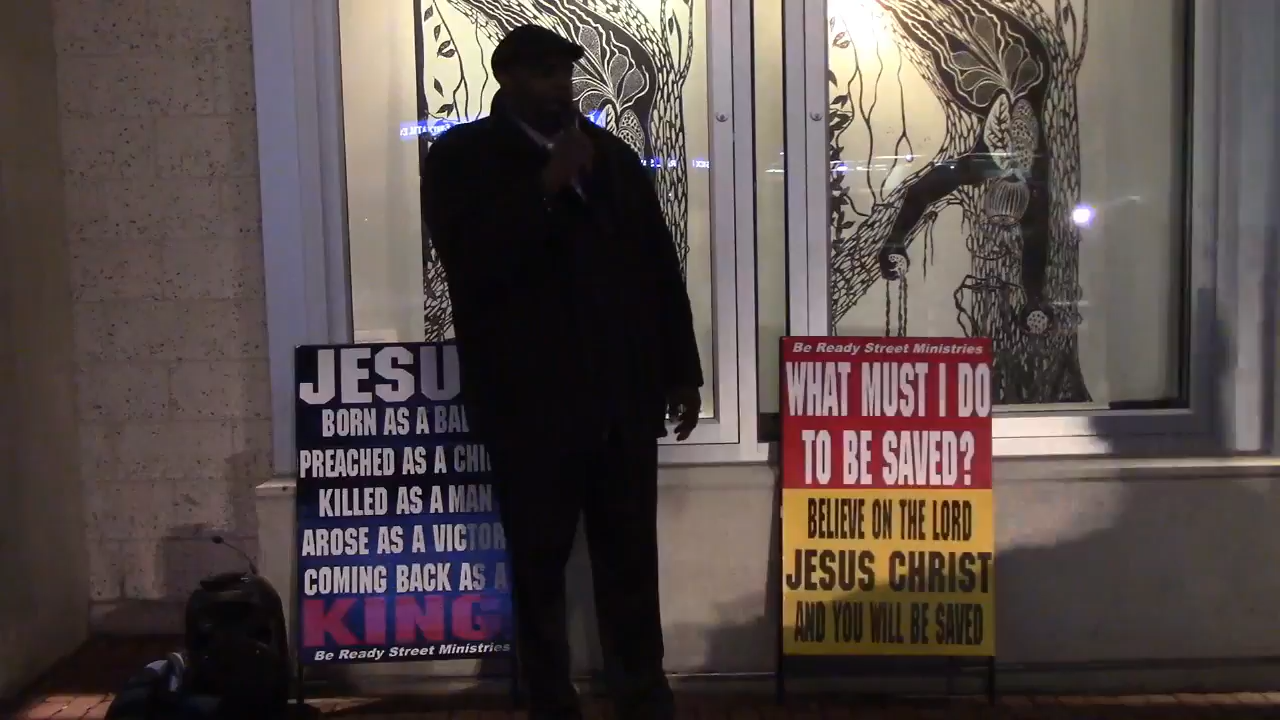 JESU
BORN AS A BA
PREACHED AS A CHI
KILLED AS A MAN
AROSE AS A VICTOR
COMING BACK AS A
KING
Be Ready Street Ministries
Be Ready Street Ministries
WHAT MUST I DO
TO BE SAVED?
BELIEVE ON THE LORD
JESUS CHRIST
AND YOU WILL BE SAVED